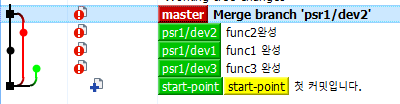 master Merge branch 'psr1/dev2'
psr1/dev2 func2완성
psr1/dev1 func1 완성
psr1/dev3 func3 완성
start-point start-point 첫 커밋입니다.